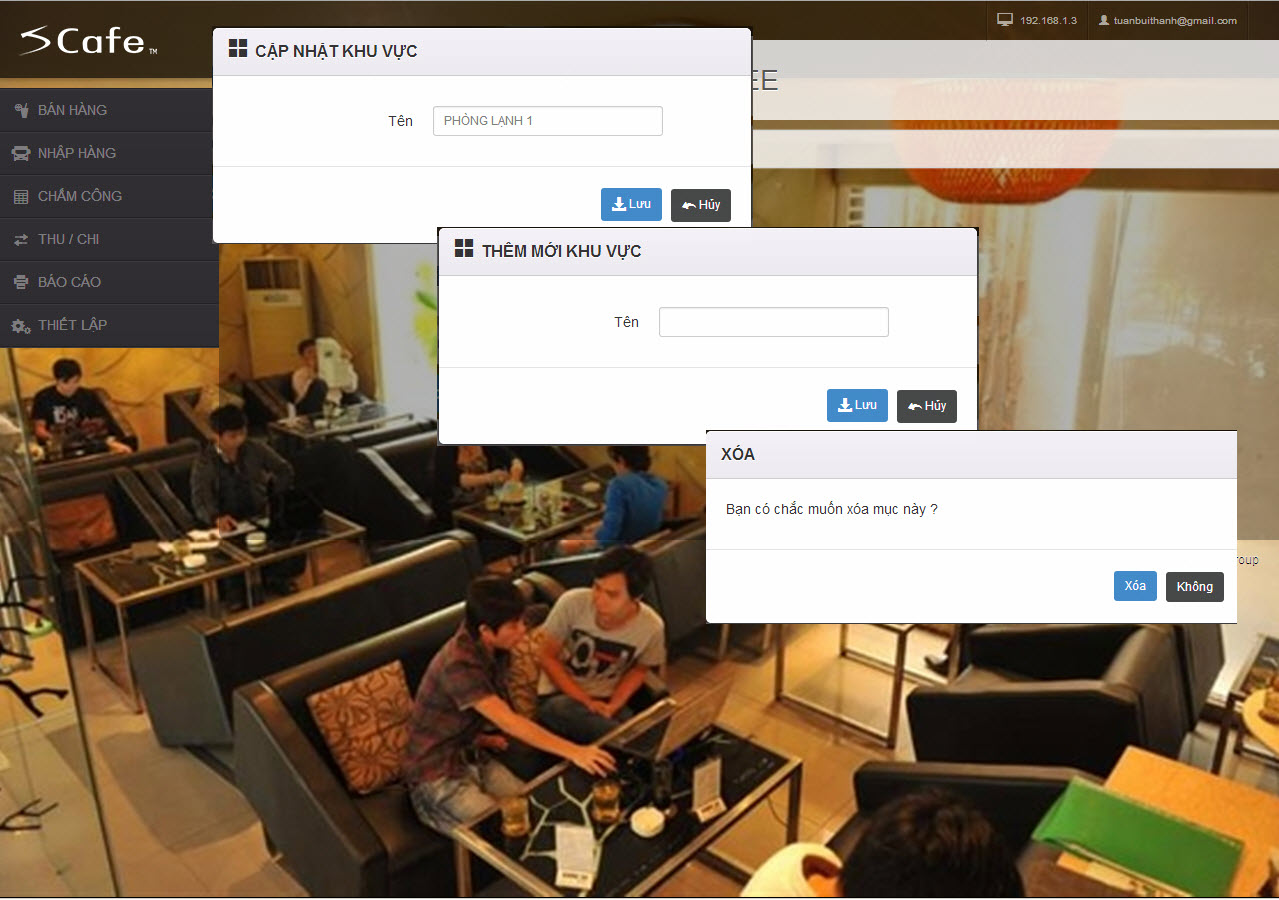 SCafe™
192.168.1.3
tuanbuithanh@gmail.com
EE
BÁN HÀNG
NHẬP HÀNG
CHẤM CÔNG
THU / CHI
BÁO CÁO
THIẾT LẬP
CẬP NHẬT KHU VỰC
Tên
PHÒNG LẠNH 1
Lưu
Hủy
THÊM MỚI KHU VỰC
Tên
Lưu
Hủy
XÓA
Bạn có chắc muốn xóa mục này ?
Xóa
Không
roup